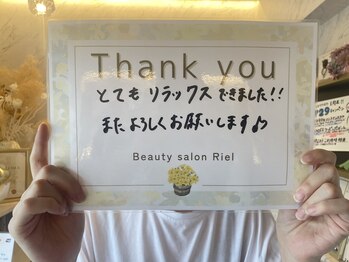 Thank you
とてもリラックスできました!!
またよろしくお願いします♪
Beauty salon Riel